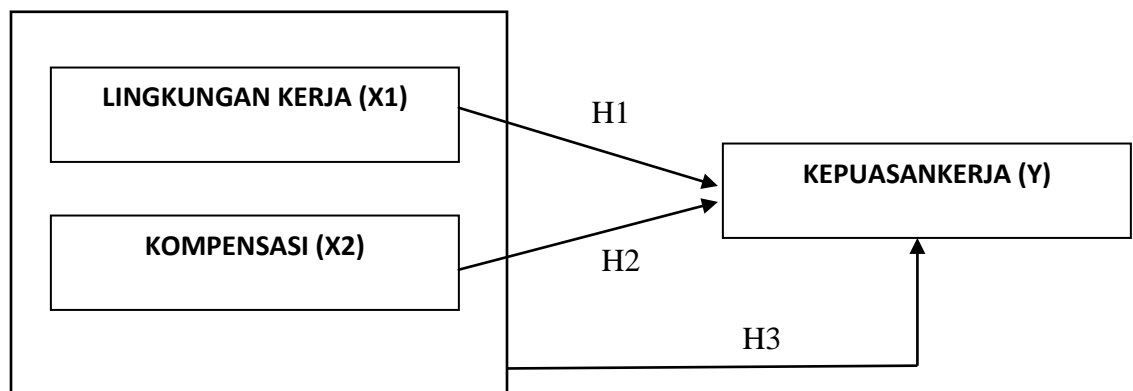 LINGKUNGAN KERJA (X1)
H1
KEPUASANKERJA (Y)
KOMPENSASI (X2)
H2
H3